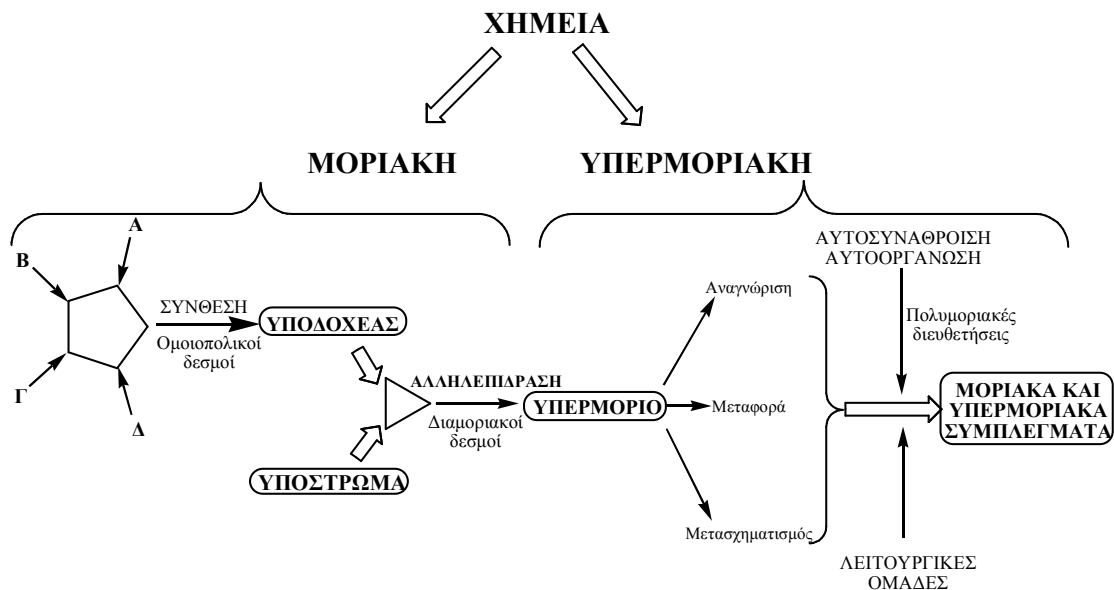 ΧΗΜΕΙΑ
ΜΟΡΙΑΚΗ
ΥΠΕΡΜΟΡΙΑΚΗ
Α
Β
Γ
Δ
ΣΥΝΘΕΣΗ
Ομοιοπολικοί
δεσμοί
ΥΠΟΔΟΧΕΑΣ
ΥΠΟΣΤΡΩΜΑ
ΑΛΛΗΛΕΠΙΔΡΑΣΗ
Διαμοριακοί
δεσμοί
ΥΠΕΡΜΟΡΙΟ
Αναγνώριση
Μεταφορά
Μετασχηματισμός
ΑΥΤΟΣΥΝΑΘΡΟΙΣΗ
ΑΥΤΟΟΡΓΑΝΩΣΗ
Πολυμοριακές
διευθετήσεις
ΜΟΡΙΑΚΑ ΚΑΙ
ΥΠΕΡΜΟΡΙΑΚΑ
ΣΥΜΠΛΕΓΜΑΤΑ
ΛΕΙΤΟΥΡΓΙΚΕΣ
ΟΜΑΔΕΣ